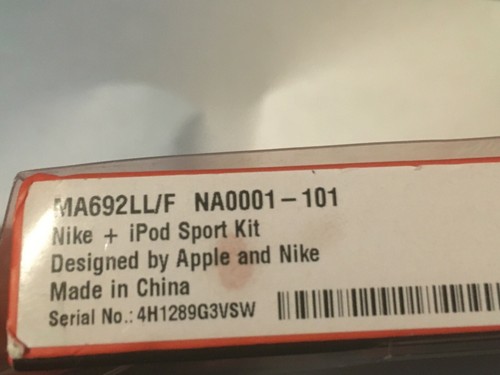 MA692LL/F NA0001-101
Nike + iPod Sport Kit
Designed by Apple and Nike
Made in China
Serial No.: 4H1289G3VSW